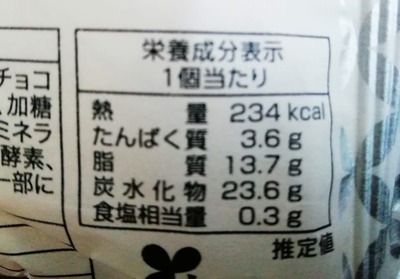 チョコ
、加糖
ミネラ
酵素、
一部に
栄養成分表示
1個当たり
熱量 234 kcal
たんぱく質 3.6 g
脂質 13.7 g
炭水化物 23.6 g
食塩相当量 0.3 g
推定値